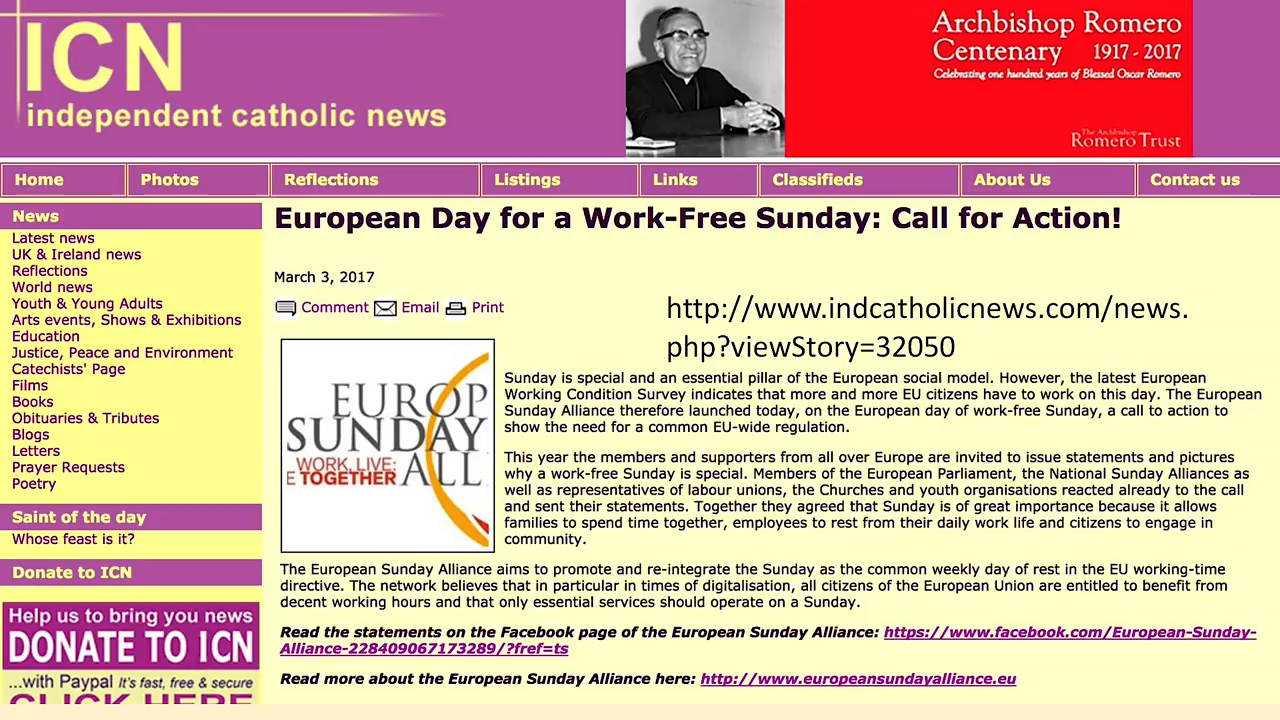 ICN
independent catholic news
Archbishop Romero
Centenary 1917 - 2017
Celebrating one hundred years of Blessed Oscar Romero
The Archbishop
Romero Trust
Home Photos Reflections Listings Links Classifieds About Us Contact us
News
Latest news
UK & Ireland news
Reflections
World news
Youth & Young Adults
Arts events, Shows & Exhibitions
Education
Justice, Peace and Environment
Catechists' Page
Films
Books
Obituaries & Tributes
Blogs
Letters
Prayer Requests
Poetry
Saint of the day
Whose feast is it?
Donate to ICN
Help us to bring you news
DONATE TO ICN
...with Paypal It's fast, free & secure
CLICK HERE
European Day for a Work-Free Sunday: Call for Action!
March 3, 2017
Comment Email Print
http://www.indcatholicnews.com/news.
php?viewStory=32050
EUROP
SUNDAY
WORK, LIVE:
E TOGETHER ALL
Sunday is special and an essential pillar of the European social model. However, the latest European
Working Condition Survey indicates that more and more EU citizens have to work on this day. The European
Sunday Alliance therefore launched today, on the European day of work-free Sunday, a call to action to
show the need for a common EU-wide regulation.
This year the members and supporters from all over Europe are invited to issue statements and pictures
why a work-free Sunday is special. Members of the European Parliament, the National Sunday Alliances as
well as representatives of labour unions, the Churches and youth organisations reacted already to the call
and sent their statements. Together they agreed that Sunday is of great importance because it allows
families to spend time together, employees to rest from their daily work life and citizens to engage in
community.
The European Sunday Alliance aims to promote and re-integrate the Sunday as the common weekly day of rest in the EU working-time
directive. The network believes that in particular in times of digitalisation, all citizens of the European Union are entitled to benefit from
decent working hours and that only essential services should operate on a Sunday.
Read the statements on the Facebook page of the European Sunday Alliance: https://www.facebook.com/European-Sunday-
Alliance-228409067173289/?fref=ts
Read more about the European Sunday Alliance here: http://www.europeansundayalliance.eu